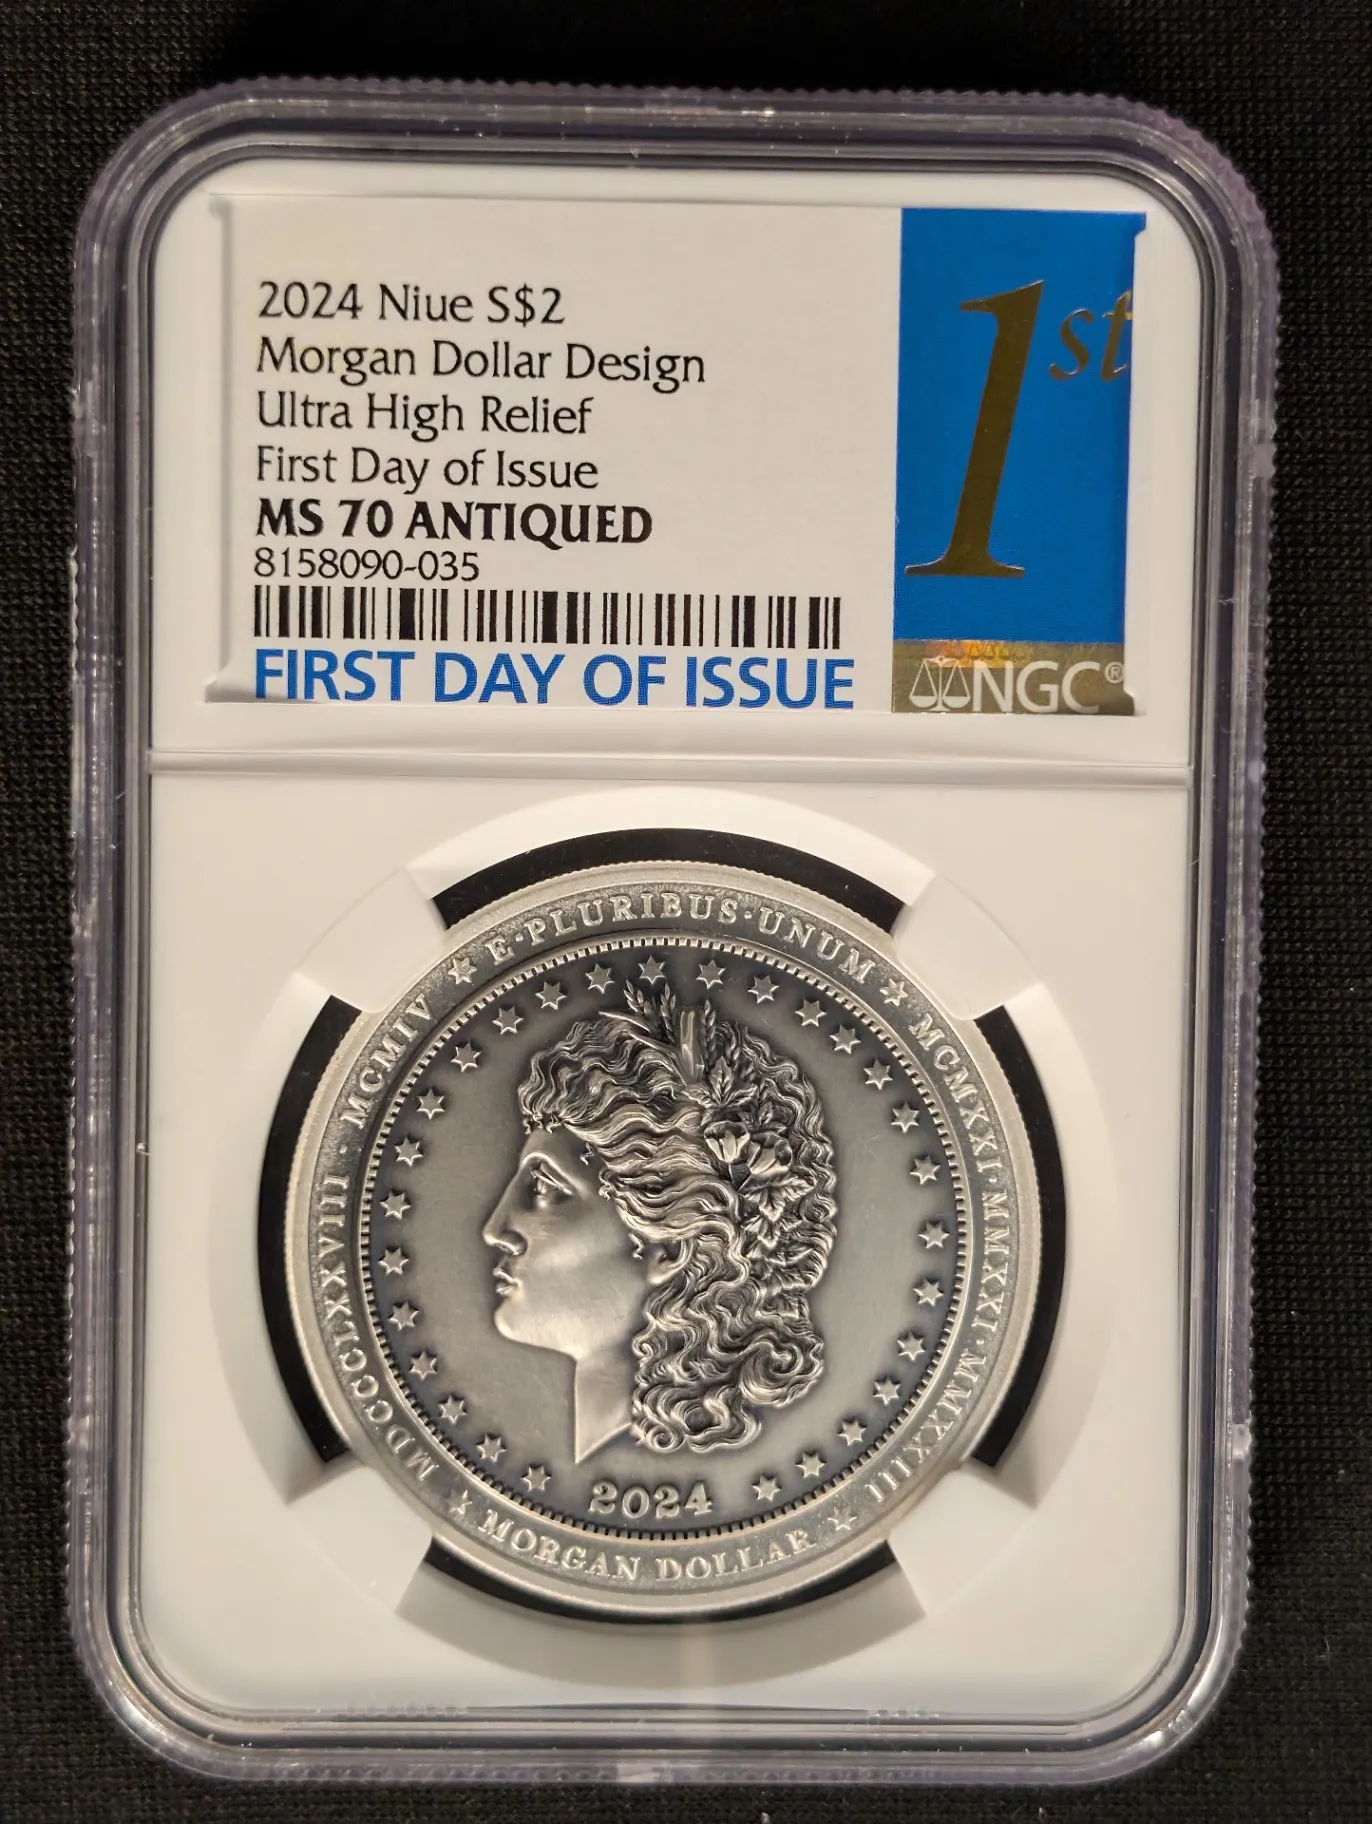 2024 Niue S$2
Morgan Dollar Design
Ultra High Relief
First Day of Issue
MS 70 ANTIQUED
8158090-035
FIRST DAY OF ISSUE
1st
NGC®
E·PLURIBUS·UNUM
MCMXXI·MMXXI·MMXXIII
MORGAN DOLLAR
MDCCCLXXVIII·MCMIV
2024